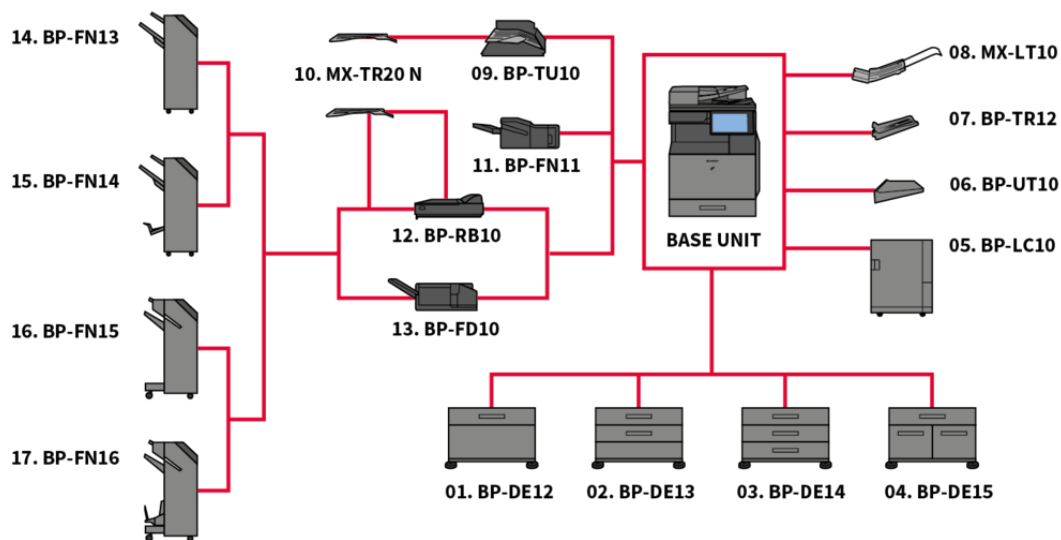 14. BP-FN13
10. MX-TR20 N
09. BP-TU10
08. MX-LT10
07. BP-TR12
11. BP-FN11
15. BP-FN14
06. BP-UT10
12. BP-RB10
BASE UNIT
05. BP-LC10
16. BP-FN15
13. BP-FD10
17. BP-FN16
01. BP-DE12
02. BP-DE13
03. BP-DE14
04. BP-DE15